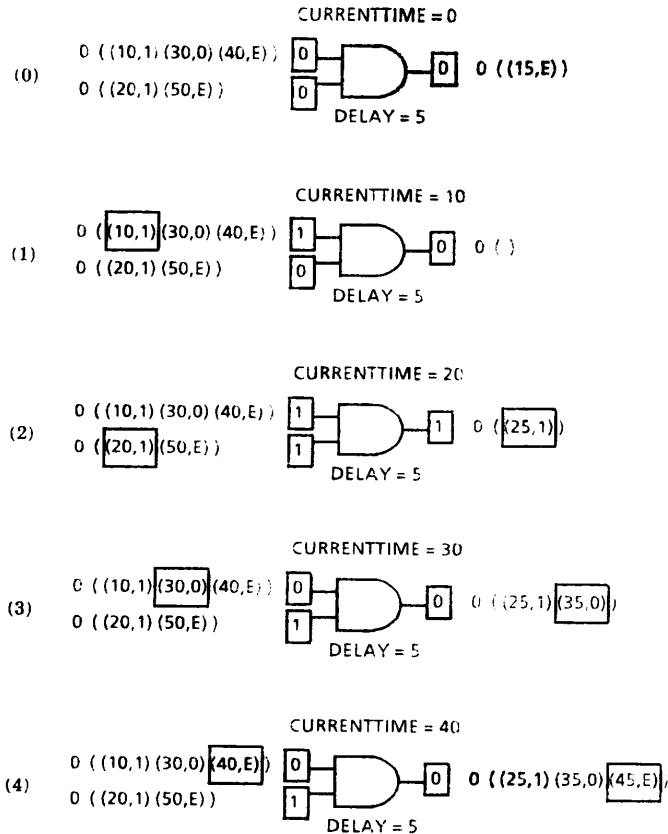 CURRENTTIME = 0
0 ((10,1) (30,0) (40,E)) 0
(0) 0 0 ((15,E))
0 ((20,1) (50,E)) 0
DELAY = 5
CURRENTTIME = 10
0 ((10,1) (30,0) (40,E)) 1
(1) 0 0 ( )
0 ((20,1) (50,E)) 0
DELAY = 5
CURRENTTIME = 20
0 ((10,1) (30,0) (40,E)) 1
(2) 1 0 ((25,1))
0 ((20,1) (50,E)) 1
DELAY = 5
CURRENTTIME = 30
0 ((10,1) (30,0) (40,E)) 0
(3) 0 0 ((25,1) (35,0))
0 ((20,1) (50,E)) 1
DELAY = 5
CURRENTTIME = 40
0 ((10,1) (30,0) (40,E)) 0
(4) 0 0 ((25,1) (35,0) (45,E))
0 ((20,1) (50,E)) 1
DELAY = 5